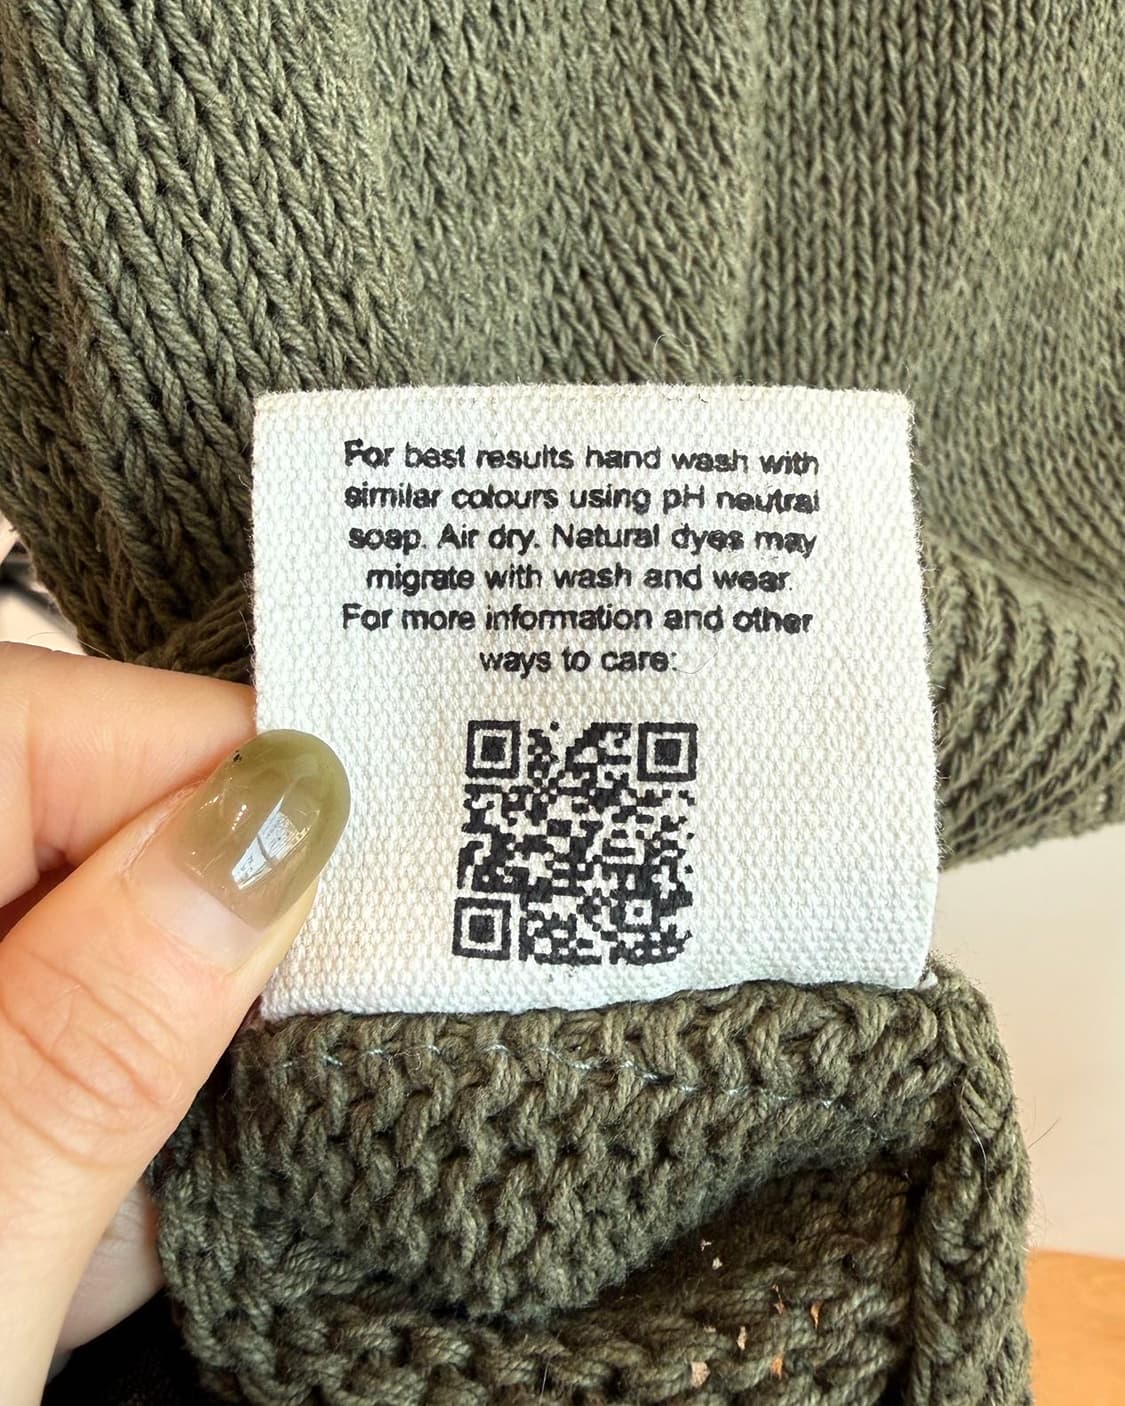 For best results hand wash with
similar colours using pH neutral
soap. Air dry. Natural dyes may
migrate with wash and wear.
For more information and other
ways to care: